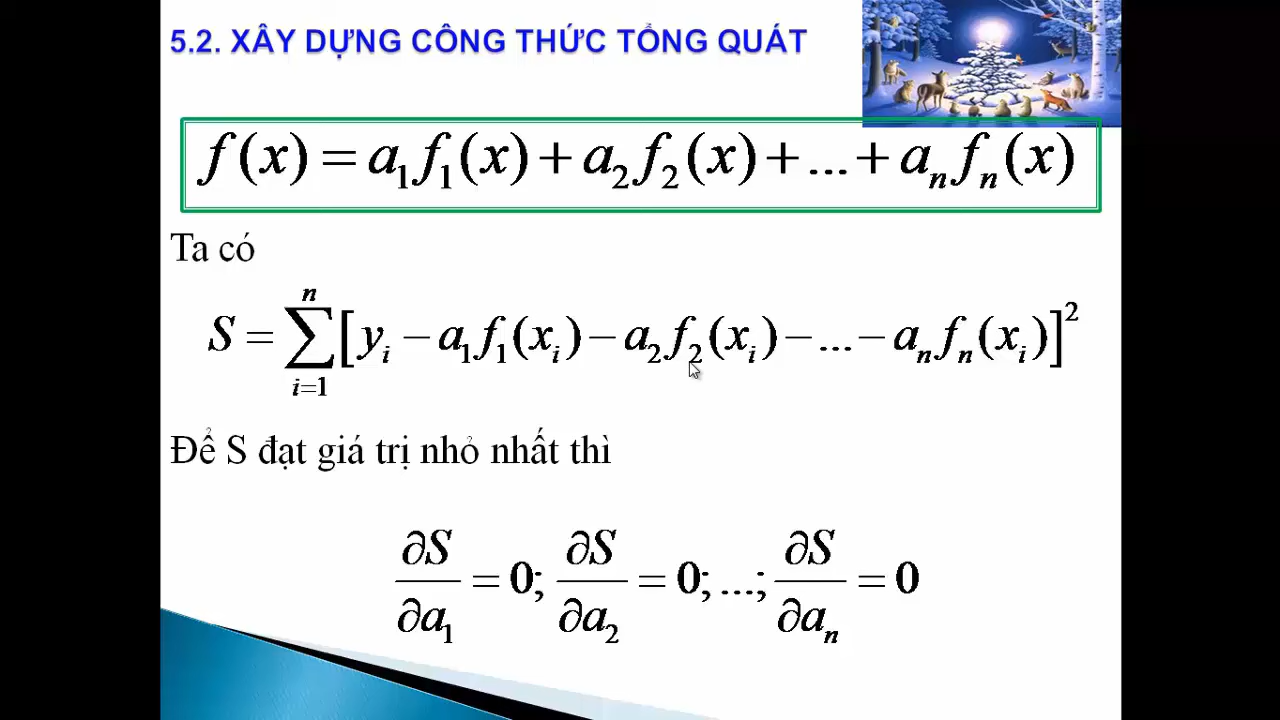 5.2. XÂY DỰNG CÔNG THỨC TỔNG QUÁT
f(x) = a₁f₁(x) + a₂f₂(x) + ... + aₙfₙ(x)
Ta có
S = ∑ᵢ₌₁ⁿ [yᵢ − a₁f₁(xᵢ) − a₂f₂(xᵢ) − ... − aₙfₙ(xᵢ)]²
Để S đạt giá trị nhỏ nhất thì
∂S/∂a₁ = 0; ∂S/∂a₂ = 0; ...; ∂S/∂aₙ = 0